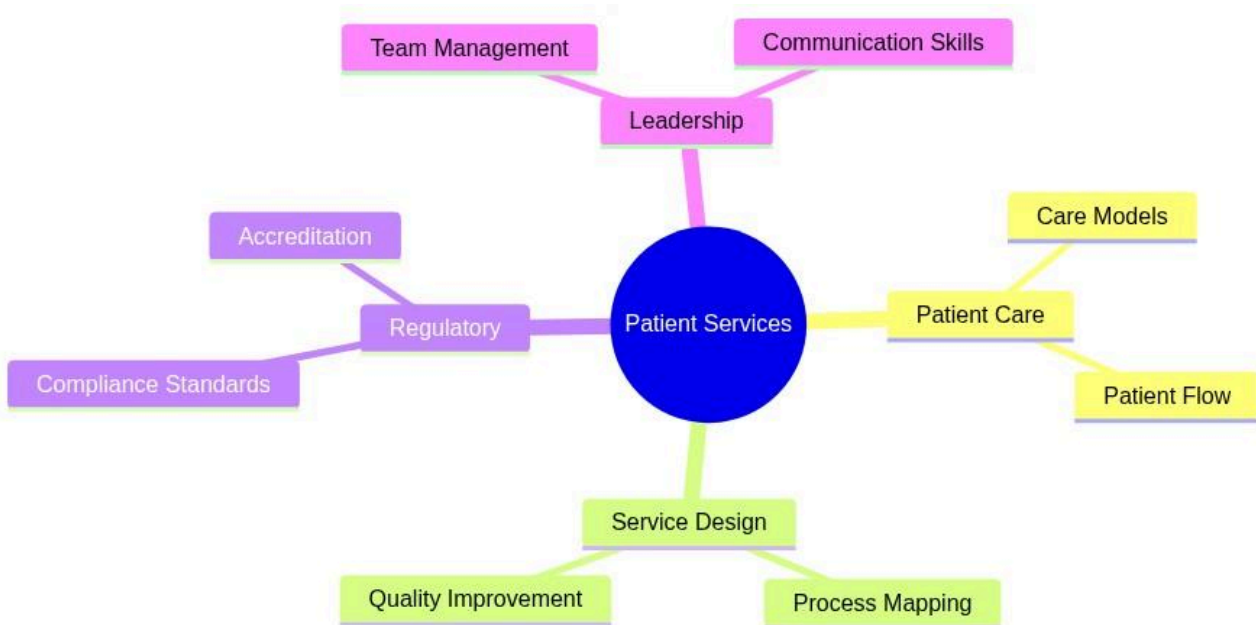 Team Management
Communication Skills
Leadership
Accreditation
Care Models
Regulatory
Patient Services
Patient Care
Compliance Standards
Patient Flow
Service Design
Quality Improvement
Process Mapping